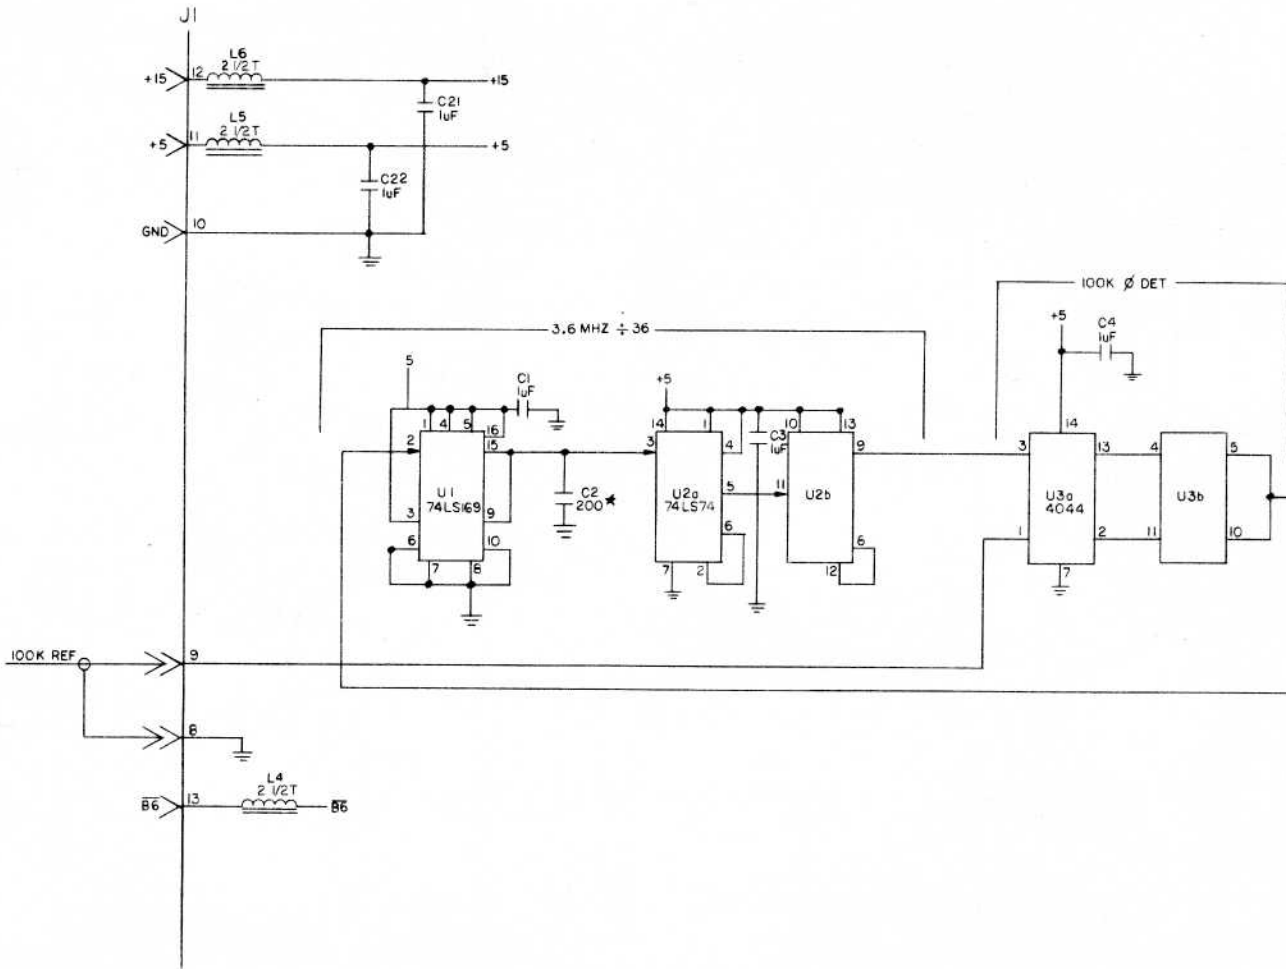 J1
L6
2 1/2T
+15
12
+15
C21
1uF
L5
2 1/2T
+5
11
+5
C22
1uF
GND
10
100K Ø DET
3.6 MHZ ÷ 36
+5
C4
1uF
5
C1
1uF
+5
1
4
5
16
14
1
10
13
14
2
15
3
4
C3
1uF
9
3
13
4
5
U1
74LS169
C2
200*
U2a
74LS74
5
11
U2b
U3a
4044
U3b
3
9
6
10
6
6
1
2
11
10
7
8
7
2
12
7
100K REF
9
8
B6
13
L4
2 1/2T
B6